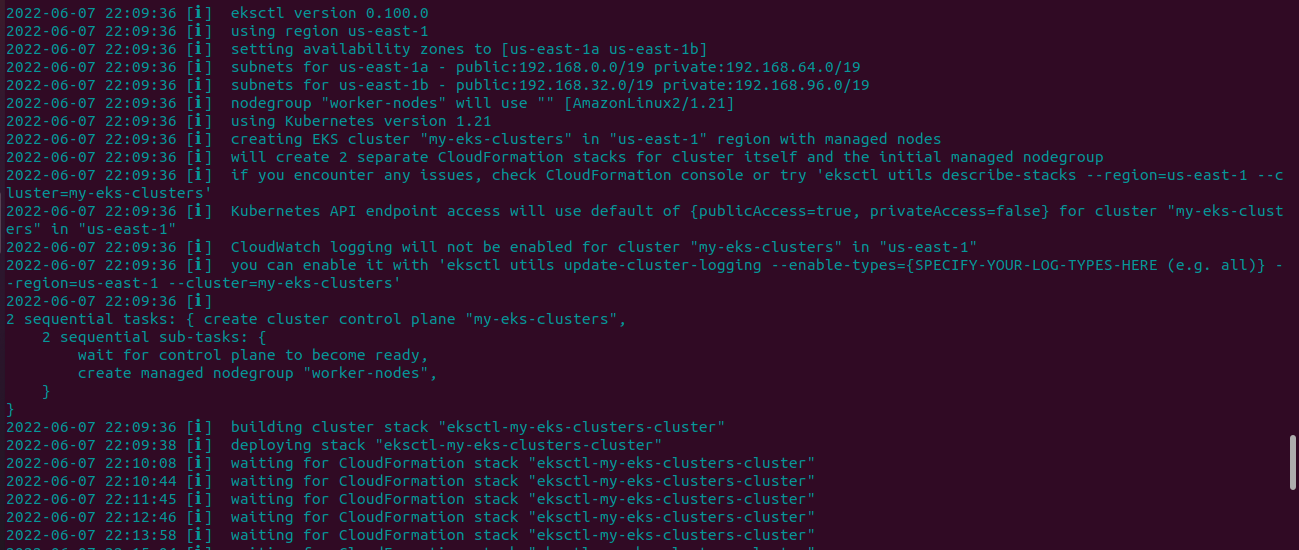 2022-06-07 22:09:36 [ℹ]  eksctl version 0.100.0
2022-06-07 22:09:36 [ℹ]  using region us-east-1
2022-06-07 22:09:36 [ℹ]  setting availability zones to [us-east-1a us-east-1b]
2022-06-07 22:09:36 [ℹ]  subnets for us-east-1a - public:192.168.0.0/19 private:192.168.64.0/19
2022-06-07 22:09:36 [ℹ]  subnets for us-east-1b - public:192.168.32.0/19 private:192.168.96.0/19
2022-06-07 22:09:36 [ℹ]  nodegroup "worker-nodes" will use "" [AmazonLinux2/1.21]
2022-06-07 22:09:36 [ℹ]  using Kubernetes version 1.21
2022-06-07 22:09:36 [ℹ]  creating EKS cluster "my-eks-clusters" in "us-east-1" region with managed nodes
2022-06-07 22:09:36 [ℹ]  will create 2 separate CloudFormation stacks for cluster itself and the initial managed nodegroup
2022-06-07 22:09:36 [ℹ]  if you encounter any issues, check CloudFormation console or try 'eksctl utils describe-stacks --region=us-east-1 --c
luster=my-eks-clusters'
2022-06-07 22:09:36 [ℹ]  Kubernetes API endpoint access will use default of {publicAccess=true, privateAccess=false} for cluster "my-eks-clust
ers" in "us-east-1"
2022-06-07 22:09:36 [ℹ]  CloudWatch logging will not be enabled for cluster "my-eks-clusters" in "us-east-1"
2022-06-07 22:09:36 [ℹ]  you can enable it with 'eksctl utils update-cluster-logging --enable-types={SPECIFY-YOUR-LOG-TYPES-HERE (e.g. all)} -
-region=us-east-1 --cluster=my-eks-clusters'
2022-06-07 22:09:36 [ℹ]
2 sequential tasks: { create cluster control plane "my-eks-clusters",
    2 sequential sub-tasks: {
        wait for control plane to become ready,
        create managed nodegroup "worker-nodes",
    }
}
2022-06-07 22:09:36 [ℹ]  building cluster stack "eksctl-my-eks-clusters-cluster"
2022-06-07 22:09:38 [ℹ]  deploying stack "eksctl-my-eks-clusters-cluster"
2022-06-07 22:10:08 [ℹ]  waiting for CloudFormation stack "eksctl-my-eks-clusters-cluster"
2022-06-07 22:10:44 [ℹ]  waiting for CloudFormation stack "eksctl-my-eks-clusters-cluster"
2022-06-07 22:11:45 [ℹ]  waiting for CloudFormation stack "eksctl-my-eks-clusters-cluster"
2022-06-07 22:12:46 [ℹ]  waiting for CloudFormation stack "eksctl-my-eks-clusters-cluster"
2022-06-07 22:13:58 [ℹ]  waiting for CloudFormation stack "eksctl-my-eks-clusters-cluster"